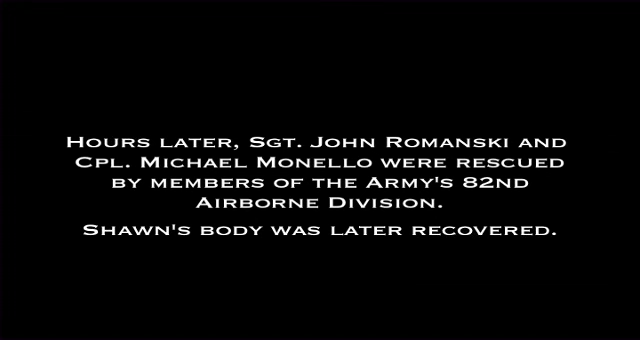 Hours later, Sgt. John Romanski and
Cpl. Michael Monello were rescued
by members of the Army's 82nd
Airborne Division.
Shawn's body was later recovered.